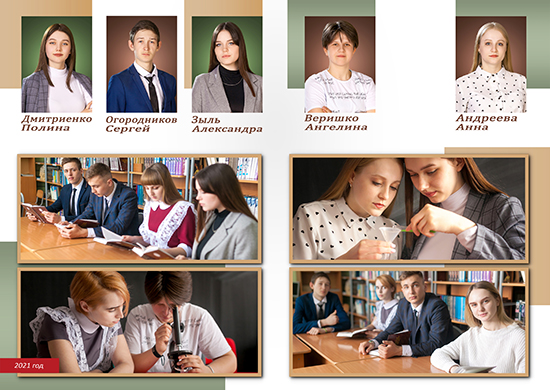 Дмитриенко
Полина
Огородников
Сергей
Зыль
Александра
Веришко
Ангелина
Андреева
Анна
2021 год